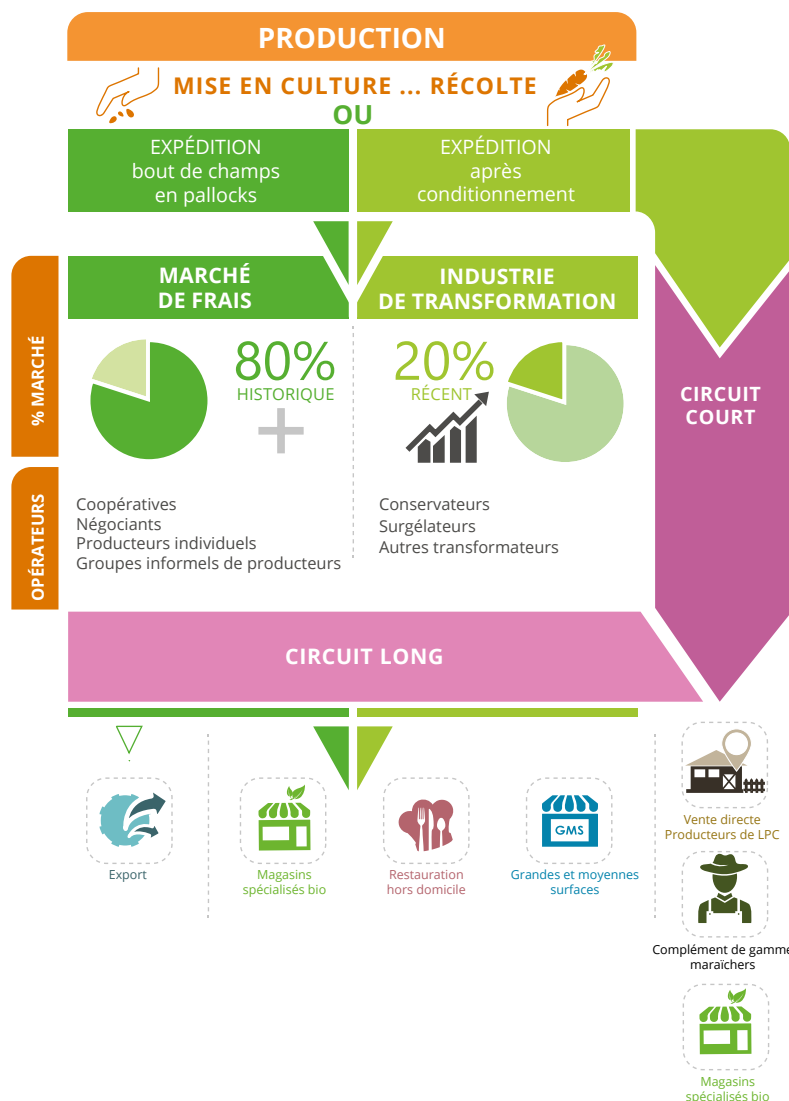 PRODUCTION
MISE EN CULTURE ... RÉCOLTE
OU
EXPÉDITION
bout de champs
en pallocks
EXPÉDITION
après
conditionnement
MARCHÉ
DE FRAIS
INDUSTRIE
DE TRANSFORMATION
% MARCHÉ
80%
HISTORIQUE
20%
RÉCENT
CIRCUIT
COURT
OPÉRATEURS
Coopératives
Négociants
Producteurs individuels
Groupes informels de producteurs
Conservateurs
Surgélateurs
Autres transformateurs
CIRCUIT LONG
Export
Magasins
spécialisés bio
Restauration
hors domicile
GMS
Grandes et moyennes
surfaces
Vente directe
Producteurs de LPC
Complément de gamme
maraîchers
Magasins
spécialisés bio